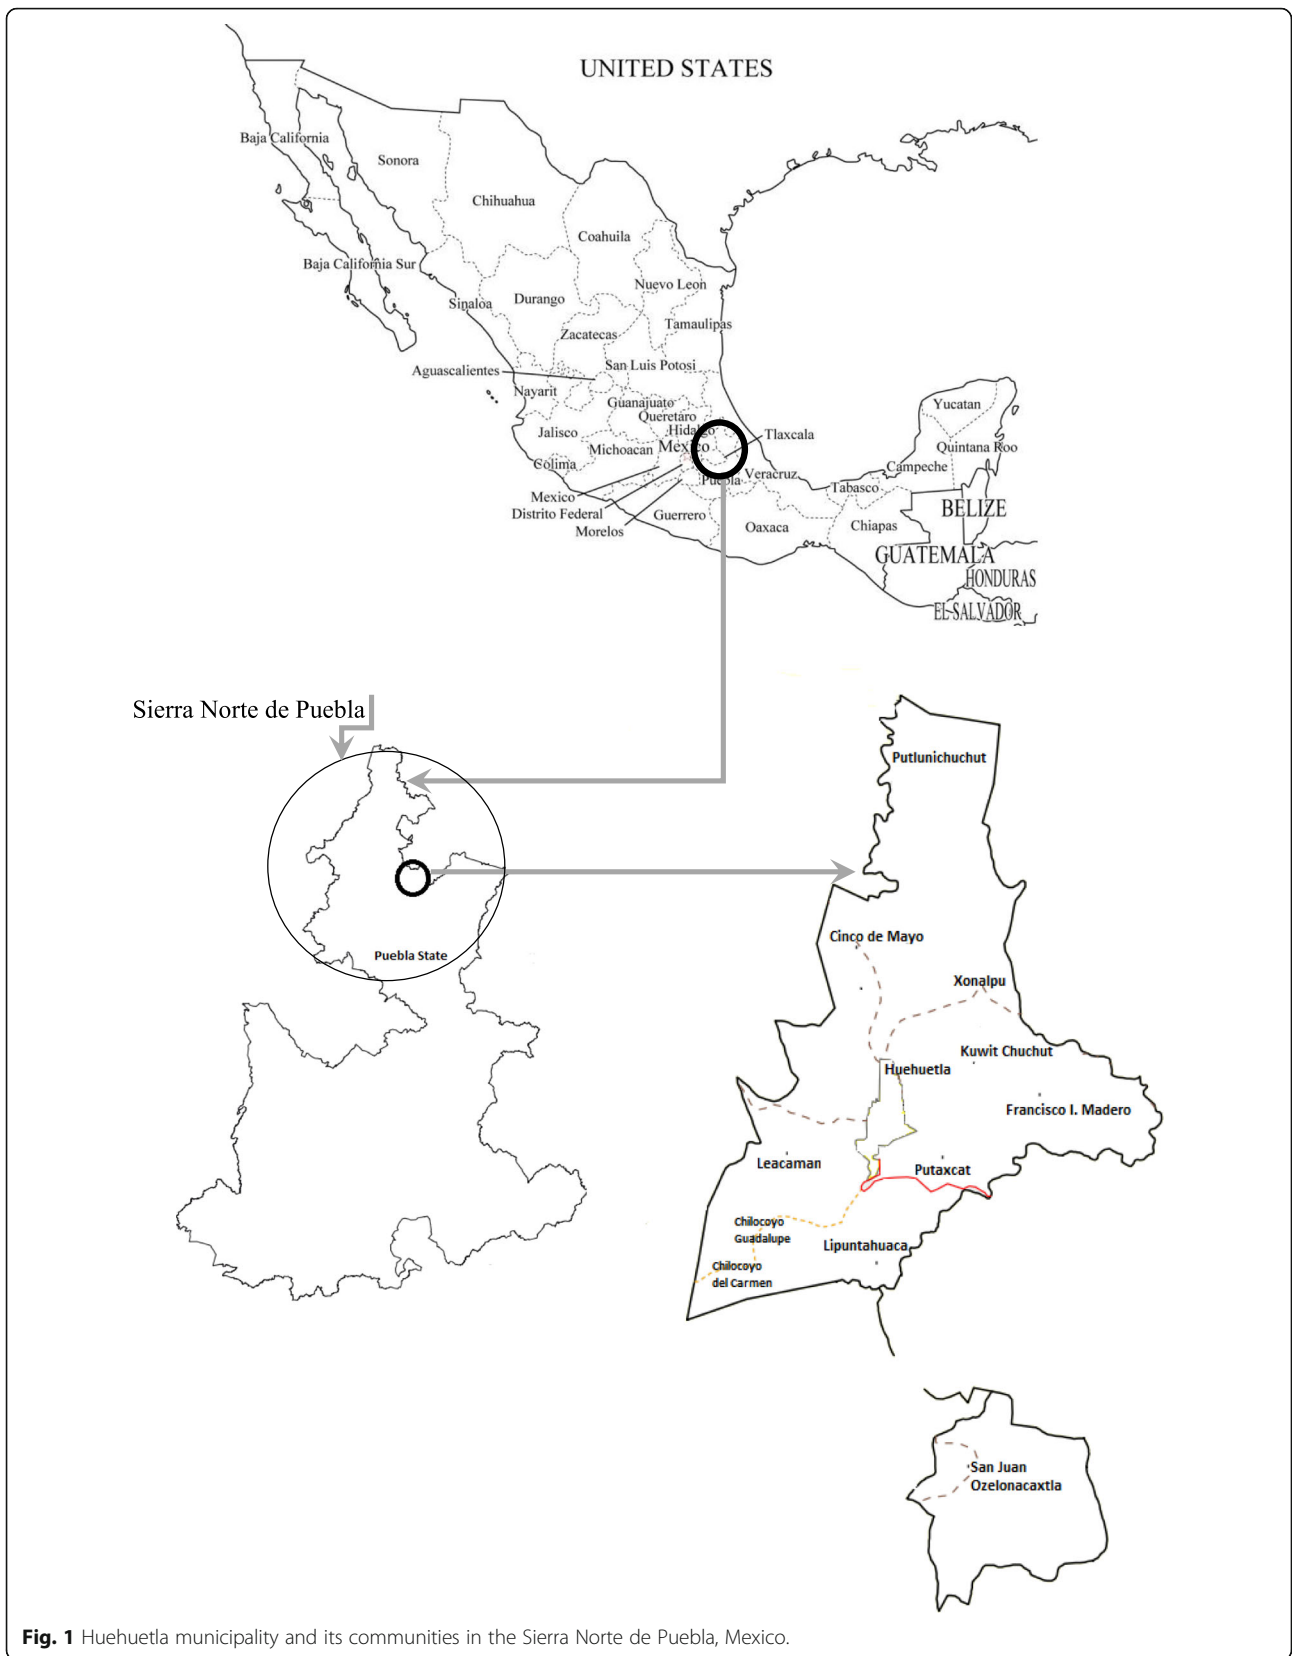 UNITED STATES
Baja California
Sonora
Chihuahua
Coahuila
Baja California Sur
Nuevo Leon
Sinaloa
Durango
Tamaulipas
Zacatecas
San Luis Potosi
Aguascalientes
Nayarit
Guanajuato
Yucatan
Queretaro
Hidalgo
Jalisco
Tlaxcala
Michoacan
Mexico
Quintana Roo
Colima
Campeche
Veracruz
Puebla
Tabasco
Mexico
Distrito Federal
Morelos
Guerrero
Oaxaca
Chiapas
BELIZE
GUATEMALA
HONDURAS
EL SALVADOR
Sierra Norte de Puebla
Puebla State
Putlunichuchut
Cinco de Mayo
Xonalpu
Kuwit Chuchut
Huehuetla
Francisco I. Madero
Leacaman
Putaxcat
Chilocoyo
Guadalupe
Lipuntahuaca
Chilocoyo
del Carmen
San Juan
Ozelonacaxtla
Fig. 1 Huehuetla municipality and its communities in the Sierra Norte de Puebla, Mexico.